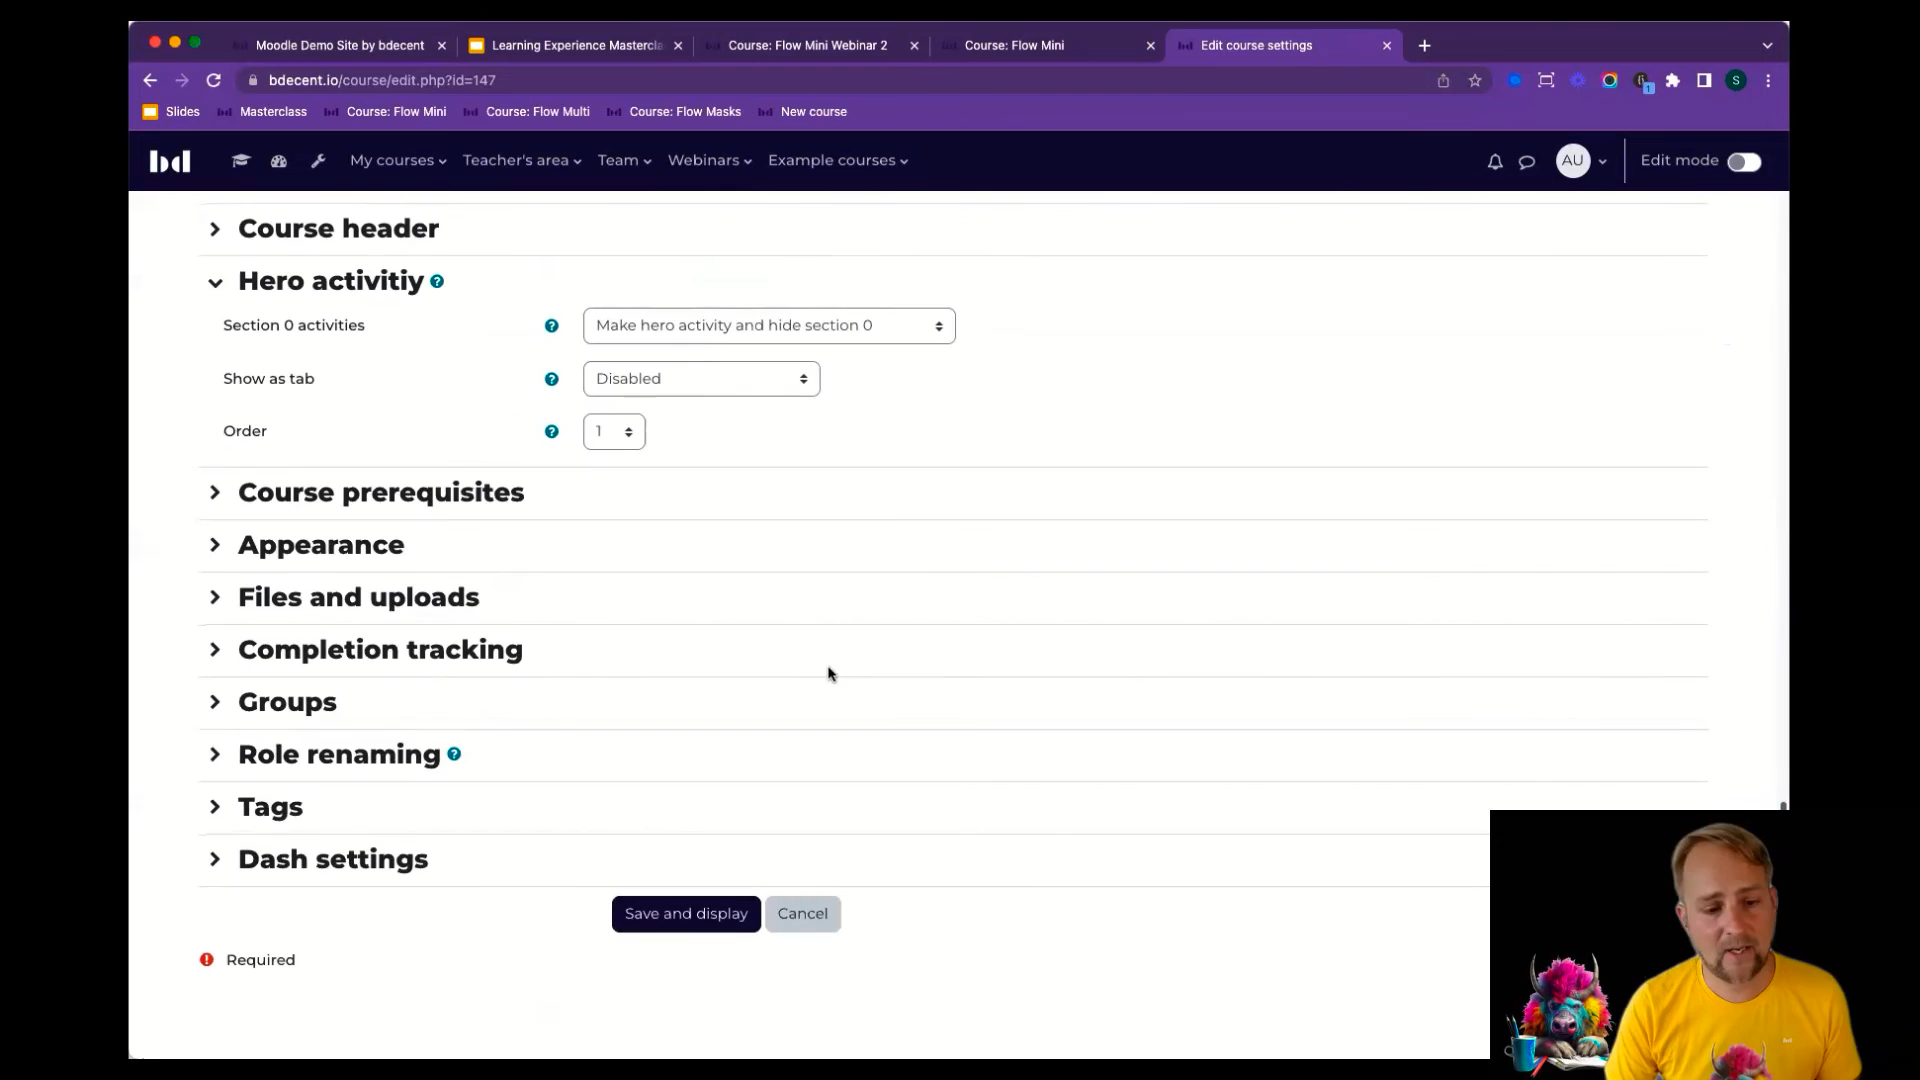 Moodle Demo Site by bdecent
Learning Experience Mastercla
Course: Flow Mini Webinar 2
Course: Flow Mini
Edit course settings
bdecent.io/course/edit.php?id=147
S
1
Slides
Masterclass
Course: Flow Mini
Course: Flow Multi
Course: Flow Masks
New course
bd
My courses
Teacher's area
Team
Webinars
Example courses
AU
Edit mode
Course header
Hero activitiy
Section 0 activities
Make hero activity and hide section 0
Show as tab
Disabled
Order
1
Course prerequisites
Appearance
Files and uploads
Completion tracking
Groups
Role renaming
Tags
Dash settings
Save and display
Cancel
Required